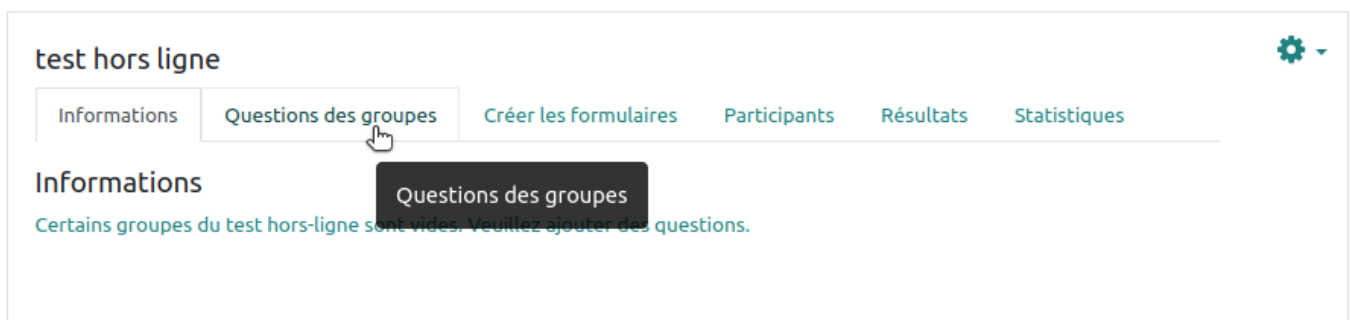 test hors ligne
Informations Questions des groupes Créer les formulaires Participants Résultats Statistiques
Informations
Questions des groupes
Certains groupes du test hors-ligne sont vides. Veuillez ajouter des questions.